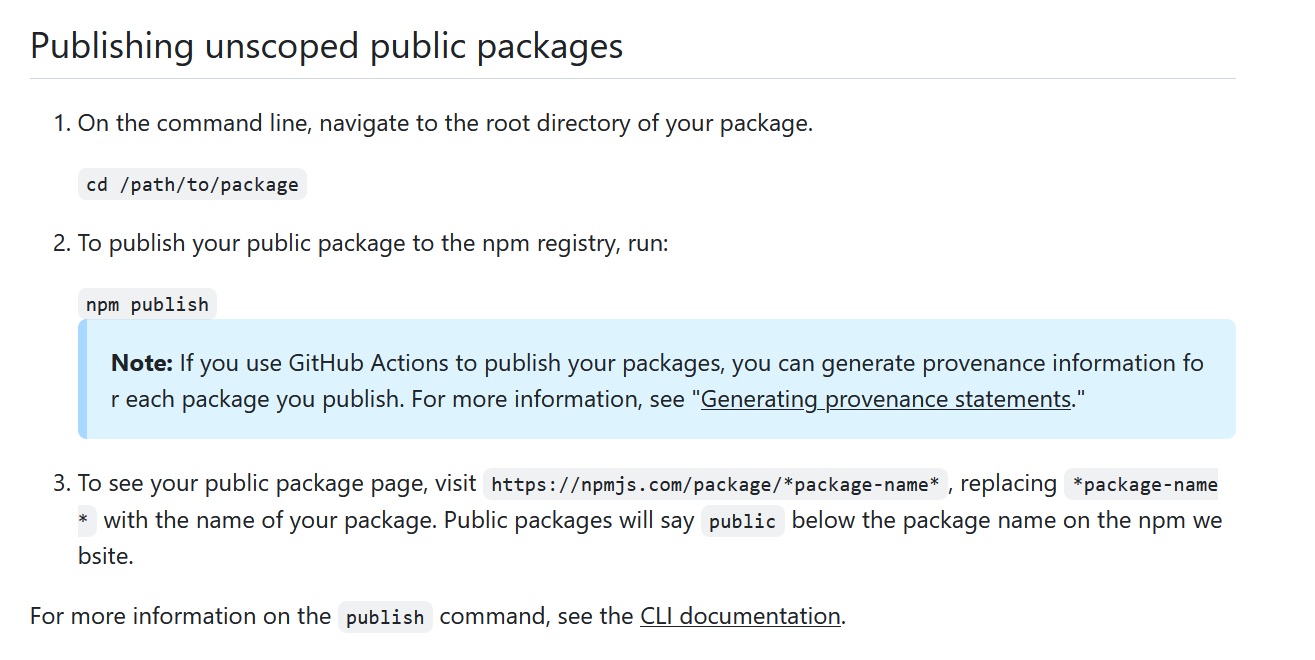 Publishing unscoped public packages
1. On the command line, navigate to the root directory of your package.
cd /path/to/package
2. To publish your public package to the npm registry, run:
npm publish
Note: If you use GitHub Actions to publish your packages, you can generate provenance information fo
r each package you publish. For more information, see "Generating provenance statements."
3. To see your public package page, visit https://npmjs.com/package/*package-name*, replacing *package-name
* with the name of your package. Public packages will say public below the package name on the npm we
bsite.
For more information on the publish command, see the CLI documentation.